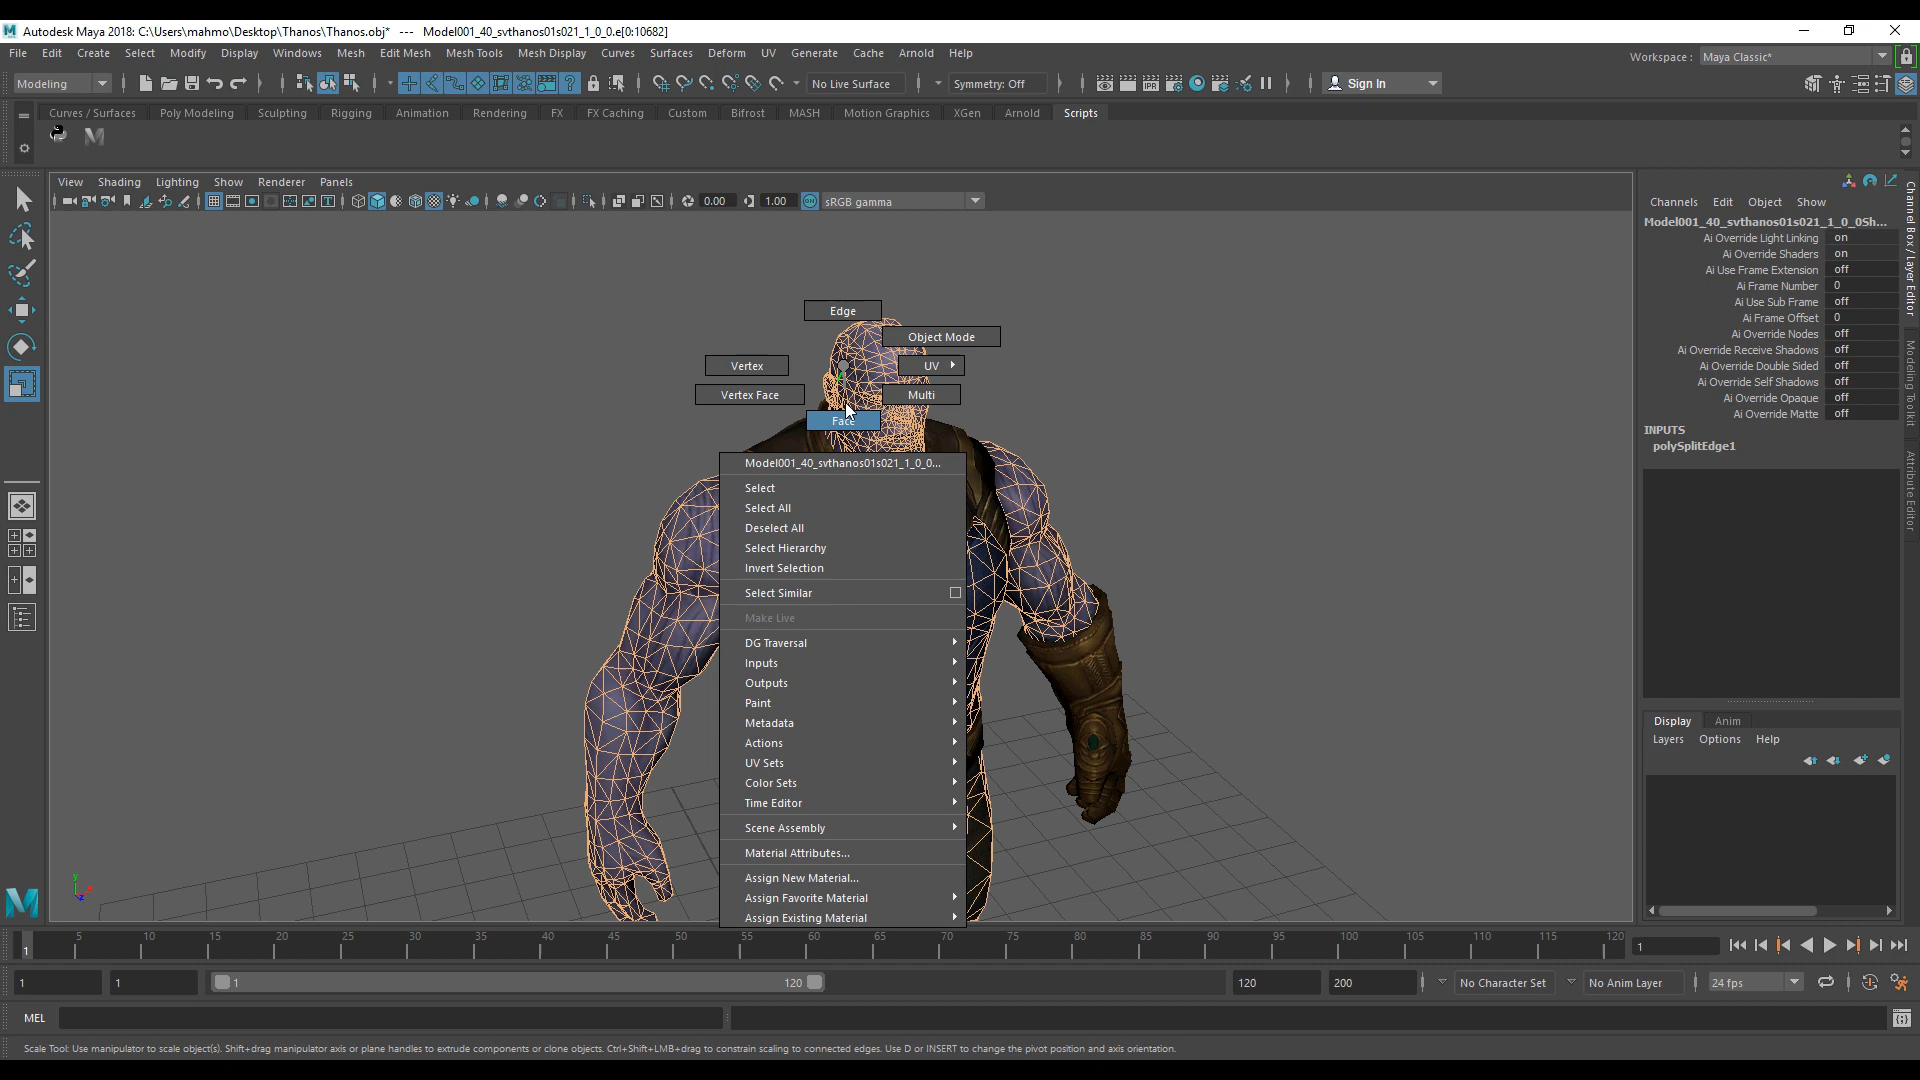 Autodesk Maya 2018: C:\Users\mahmo\Desktop\Thanos\Thanos.obj* --- Model001_40_svthanos01s021_1_0_0.e[0:10682]
File Edit Create Select Modify Display Windows Mesh Edit Mesh Mesh Tools Mesh Display Curves Surfaces Deform UV Generate Cache Arnold Help
Workspace : Maya Classic*
Modeling No Live Surface Symmetry: Off Sign In
Curves / Surfaces Poly Modeling Sculpting Rigging Animation Rendering FX FX Caching Custom Bifrost MASH Motion Graphics XGen Arnold Scripts
View Shading Lighting Show Renderer Panels
0.00 1.00 ON sRGB gamma
Channels Edit Object Show
Model001_40_svthanos01s021_1_0_0Sh...
Ai Override Light Linking on
Ai Override Shaders on
Ai Use Frame Extension off
Ai Frame Number 0
Ai Use Sub Frame off
Ai Frame Offset 0
Ai Override Nodes off
Ai Override Receive Shadows off
Ai Override Double Sided off
Ai Override Self Shadows off
Ai Override Opaque off
Ai Override Matte off
INPUTS
polySplitEdge1
Channel Box / Layer Editor
Modeling Toolkit
Attribute Editor
Edge
Object Mode
Vertex
UV
Vertex Face
Multi
Face
Model001_40_svthanos01s021_1_0_0...
Select
Select All
Deselect All
Select Hierarchy
Invert Selection
Select Similar
Make Live
DG Traversal
Inputs
Outputs
Paint
Metadata
Actions
UV Sets
Color Sets
Time Editor
Scene Assembly
Material Attributes...
Assign New Material...
Assign Favorite Material
Assign Existing Material
Display Anim
Layers Options Help
y
z
5 10 15 20 25 30 35 40 45 50 55 60 65 70 75 80 85 90 95 100 105 110 115 120
1
1
1 1 1 120 120 200 No Character Set No Anim Layer 24 fps
MEL
Scale Tool: Use manipulator to scale object(s). Shift+drag manipulator axis or plane handles to extrude components or clone objects. Ctrl+Shift+LMB+drag to constrain scaling to connected edges. Use D or INSERT to change the pivot position and axis orientation.